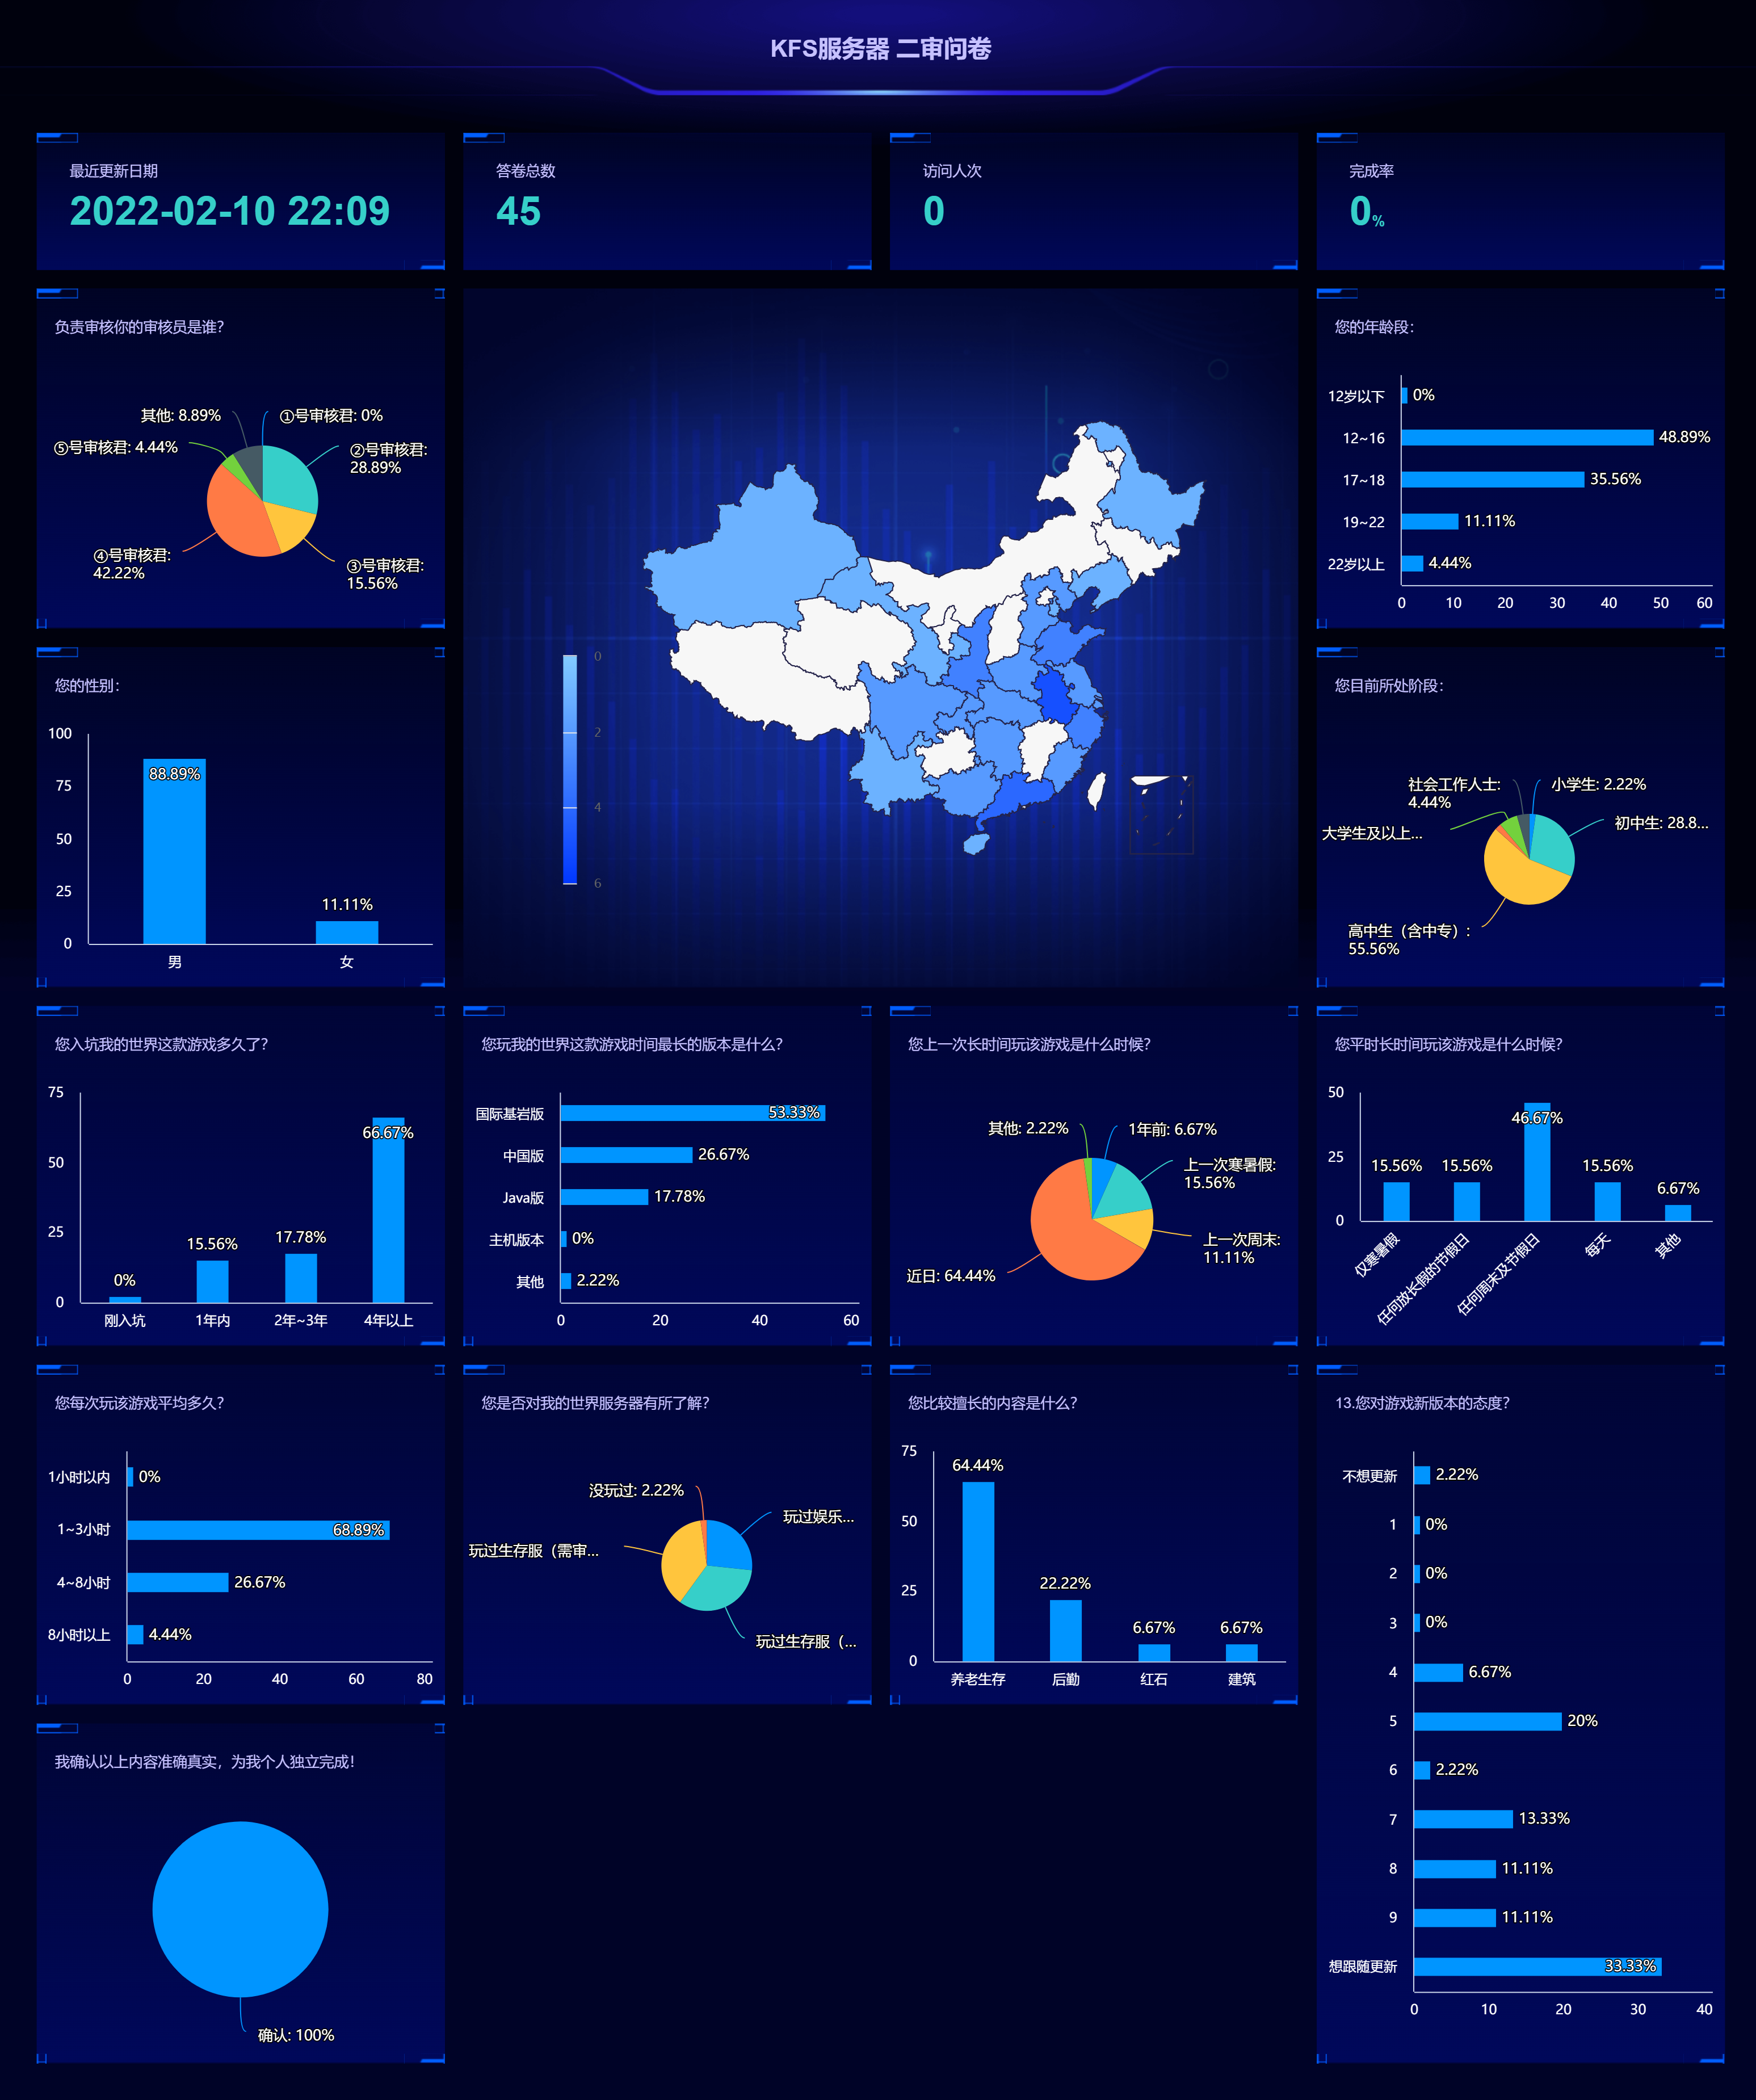 KFS服务器 二审问卷
最近更新日期
2022-02-10 22:09
答卷总数
45
访问人次
0
完成率
0%
负责审核你的审核员是谁?
其他: 8.89%
①号审核君: 0%
⑤号审核君: 4.44%
②号审核君:
28.89%
④号审核君:
42.22%
③号审核君:
15.56%
0
2
4
6
您的年龄段:
12岁以下
0%
12~16
48.89%
17~18
35.56%
19~22
11.11%
22岁以上
4.44%
0
10
20
30
40
50
60
您的性别:
100
75
50
25
0
88.89%
11.11%
男
女
您目前所处阶段:
社会工作人士:
4.44%
小学生: 2.22%
大学生及以上...
初中生: 28.8...
高中生（含中专）:
55.56%
您入坑我的世界这款游戏多久了?
75
50
25
0
0%
15.56%
17.78%
66.67%
刚入坑
1年内
2年~3年
4年以上
您玩我的世界这款游戏时间最长的版本是什么?
国际基岩版
53.33%
中国版
26.67%
Java版
17.78%
主机版本
0%
其他
2.22%
0
20
40
60
您上一次长时间玩该游戏是什么时候?
其他: 2.22%
1年前: 6.67%
上一次寒暑假:
15.56%
上一次周末:
11.11%
近日: 64.44%
您平时长时间玩该游戏是什么时候?
50
25
0
15.56%
15.56%
46.67%
15.56%
6.67%
仅寒暑假
任何放长假的节假日
任何周末及节假日
每天
其他
您每次玩该游戏平均多久?
1小时以内
0%
1~3小时
68.89%
4~8小时
26.67%
8小时以上
4.44%
0
20
40
60
80
您是否对我的世界服务器有所了解?
没玩过: 2.22%
玩过娱乐...
玩过生存服（需审...
玩过生存服（...
您比较擅长的内容是什么?
75
50
25
0
64.44%
22.22%
6.67%
6.67%
养老生存
后勤
红石
建筑
13.您对游戏新版本的态度?
不想更新
2.22%
1
0%
2
0%
3
0%
4
6.67%
5
20%
6
2.22%
7
13.33%
8
11.11%
9
11.11%
想跟随更新
33.33%
0
10
20
30
40
我确认以上内容准确真实，为我个人独立完成!
确认: 100%